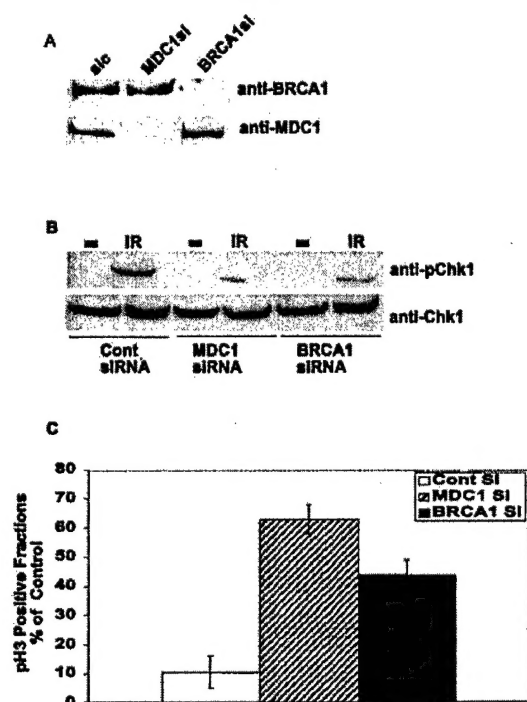 A
sic MDC1si BRCA1si
anti-BRCA1
anti-MDC1
B
- IR - IR - IR
anti-pChk1
anti-Chk1
Cont siRNA
MDC1 siRNA
BRCA1 siRNA
C
pH3 Positive Fractions
% of Control
80
70
60
50
40
30
20
10
0
Cont SI
MDC1 SI
BRCA1 SI